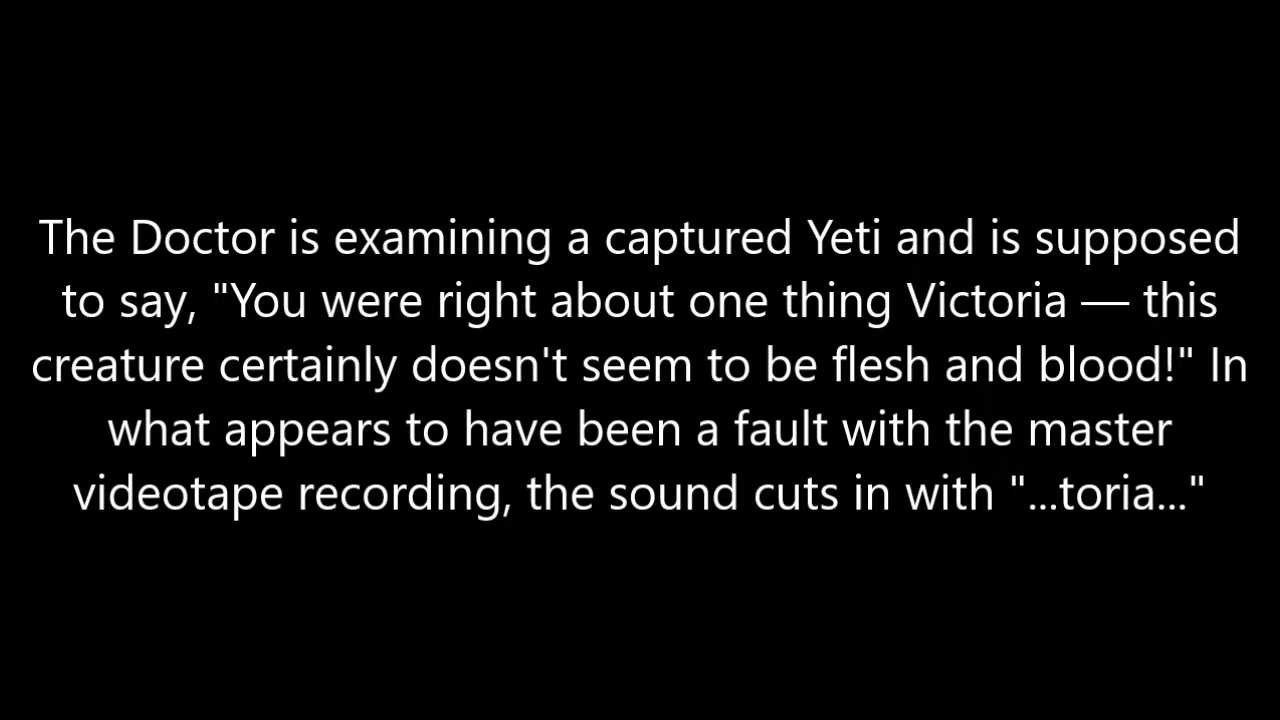 The Doctor is examining a captured Yeti and is supposed
to say, "You were right about one thing Victoria — this
creature certainly doesn't seem to be flesh and blood!" In
what appears to have been a fault with the master
videotape recording, the sound cuts in with "...toria..."